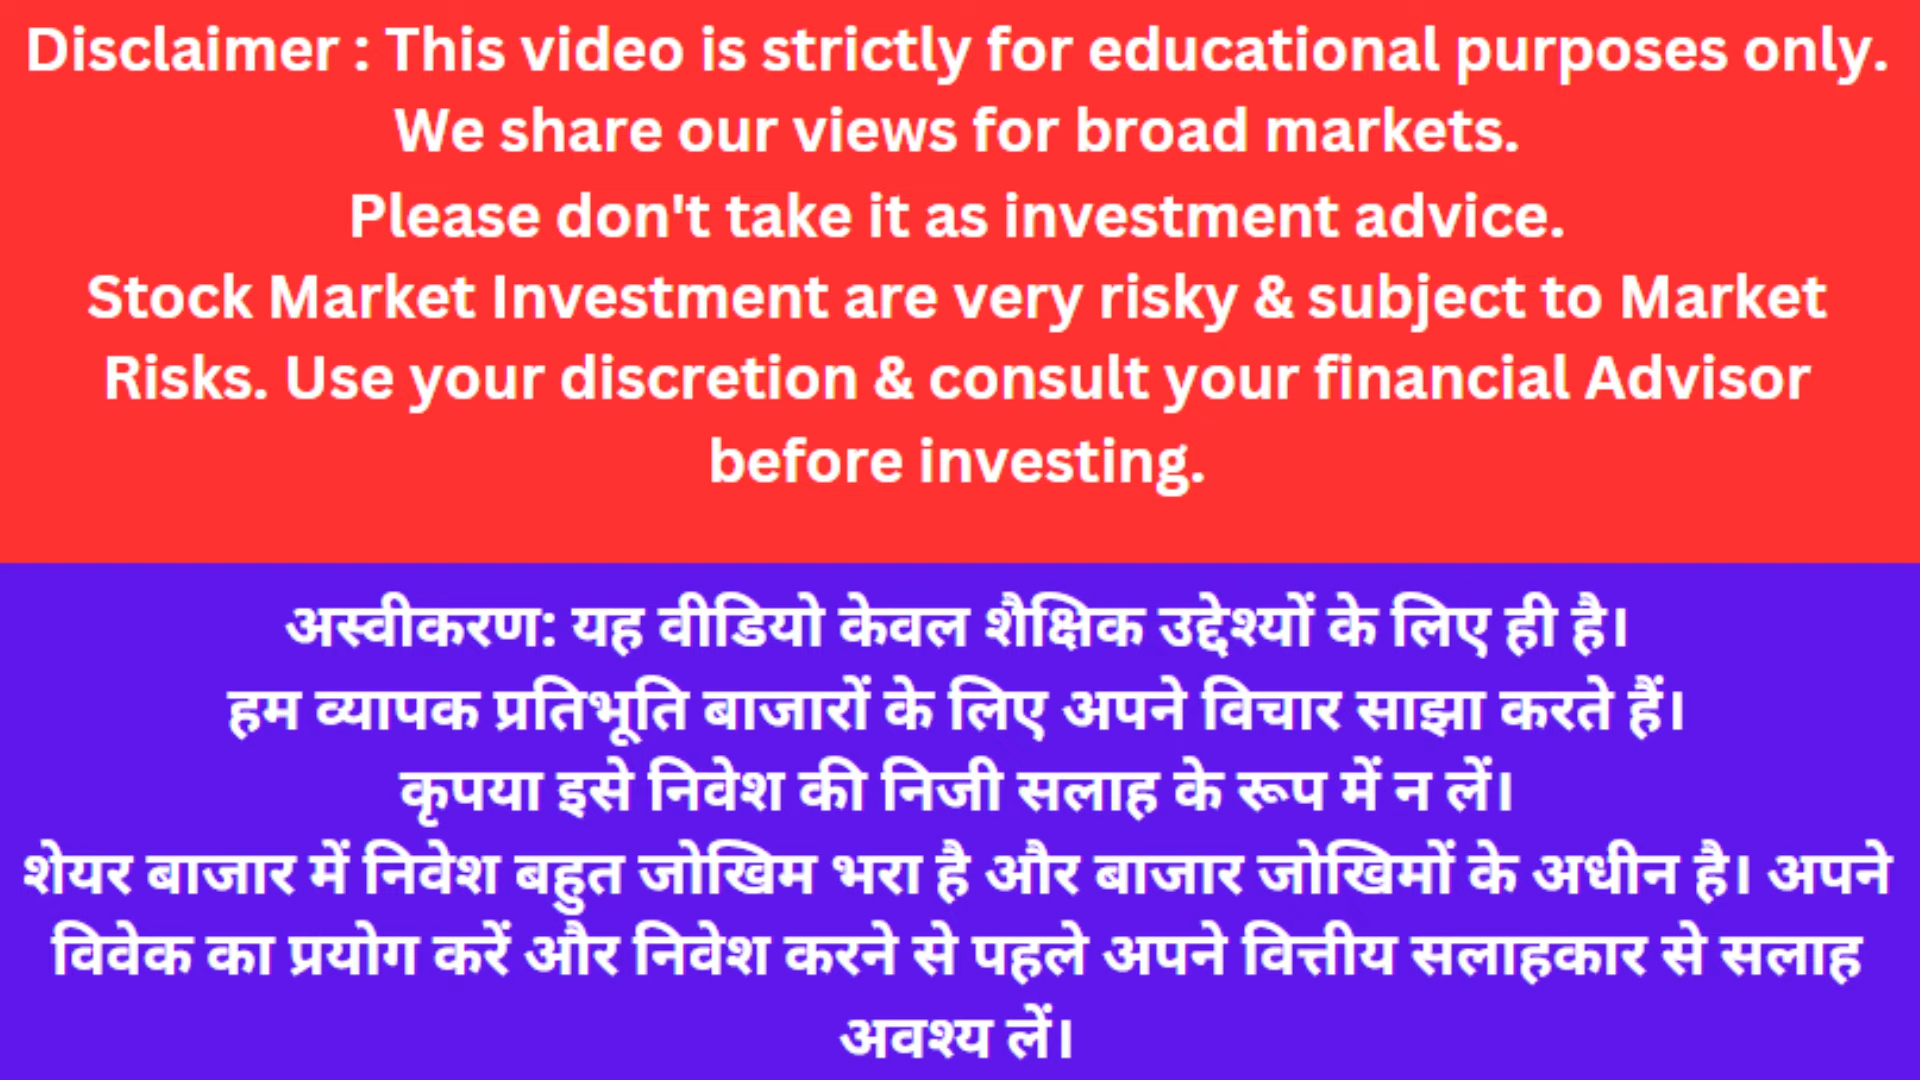 Disclaimer : This video is strictly for educational purposes only.
We share our views for broad markets.
Please don't take it as investment advice.
Stock Market Investment are very risky & subject to Market
Risks. Use your discretion & consult your financial Advisor
before investing.
अस्वीकरण: यह वीडियो केवल शैक्षिक उद्देश्यों के लिए ही है।
हम व्यापक प्रतिभूति बाजारों के लिए अपने विचार साझा करते हैं।
कृपया इसे निवेश की निजी सलाह के रूप में न लें।
शेयर बाजार में निवेश बहुत जोखिम भरा है और बाजार जोखिमों के अधीन है। अपने
विवेक का प्रयोग करें और निवेश करने से पहले अपने वित्तीय सलाहकार से सलाह
अवश्य लें।